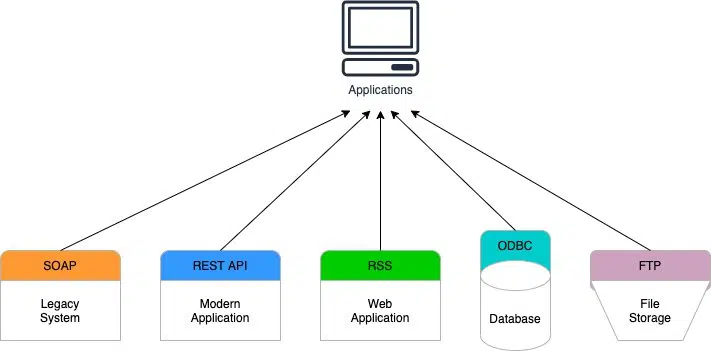 Applications
SOAP
Legacy
System
REST API
Modern
Application
RSS
Web
Application
ODBC
Database
FTP
File
Storage